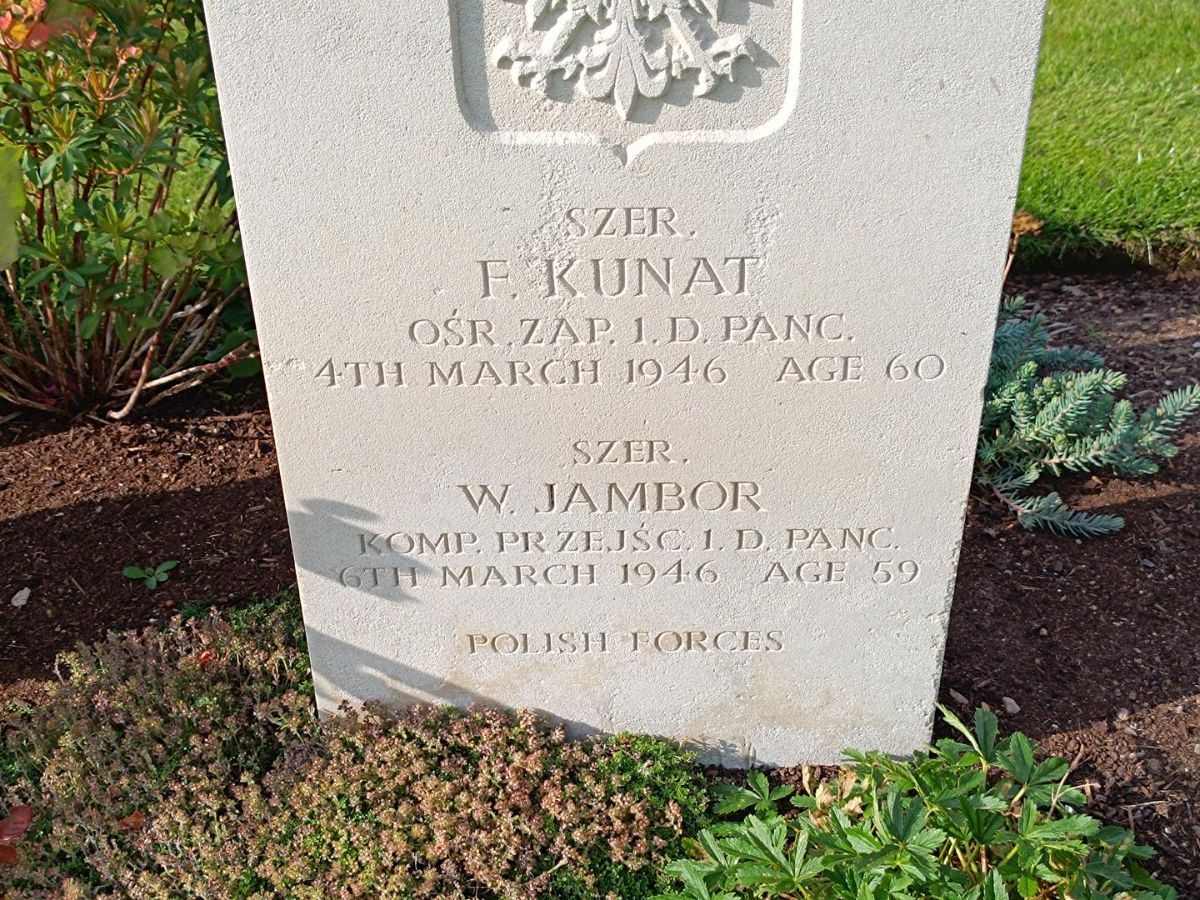 SZER.
F. KUNAT
OŚR. ZAP. 1. D. PANC.
4TH MARCH 1946 AGE 60
SZER.
W. JAMBOR
KOMP. PRZEJŚC. 1. D. PANC.
6TH MARCH 1946 AGE 59
POLISH FORCES